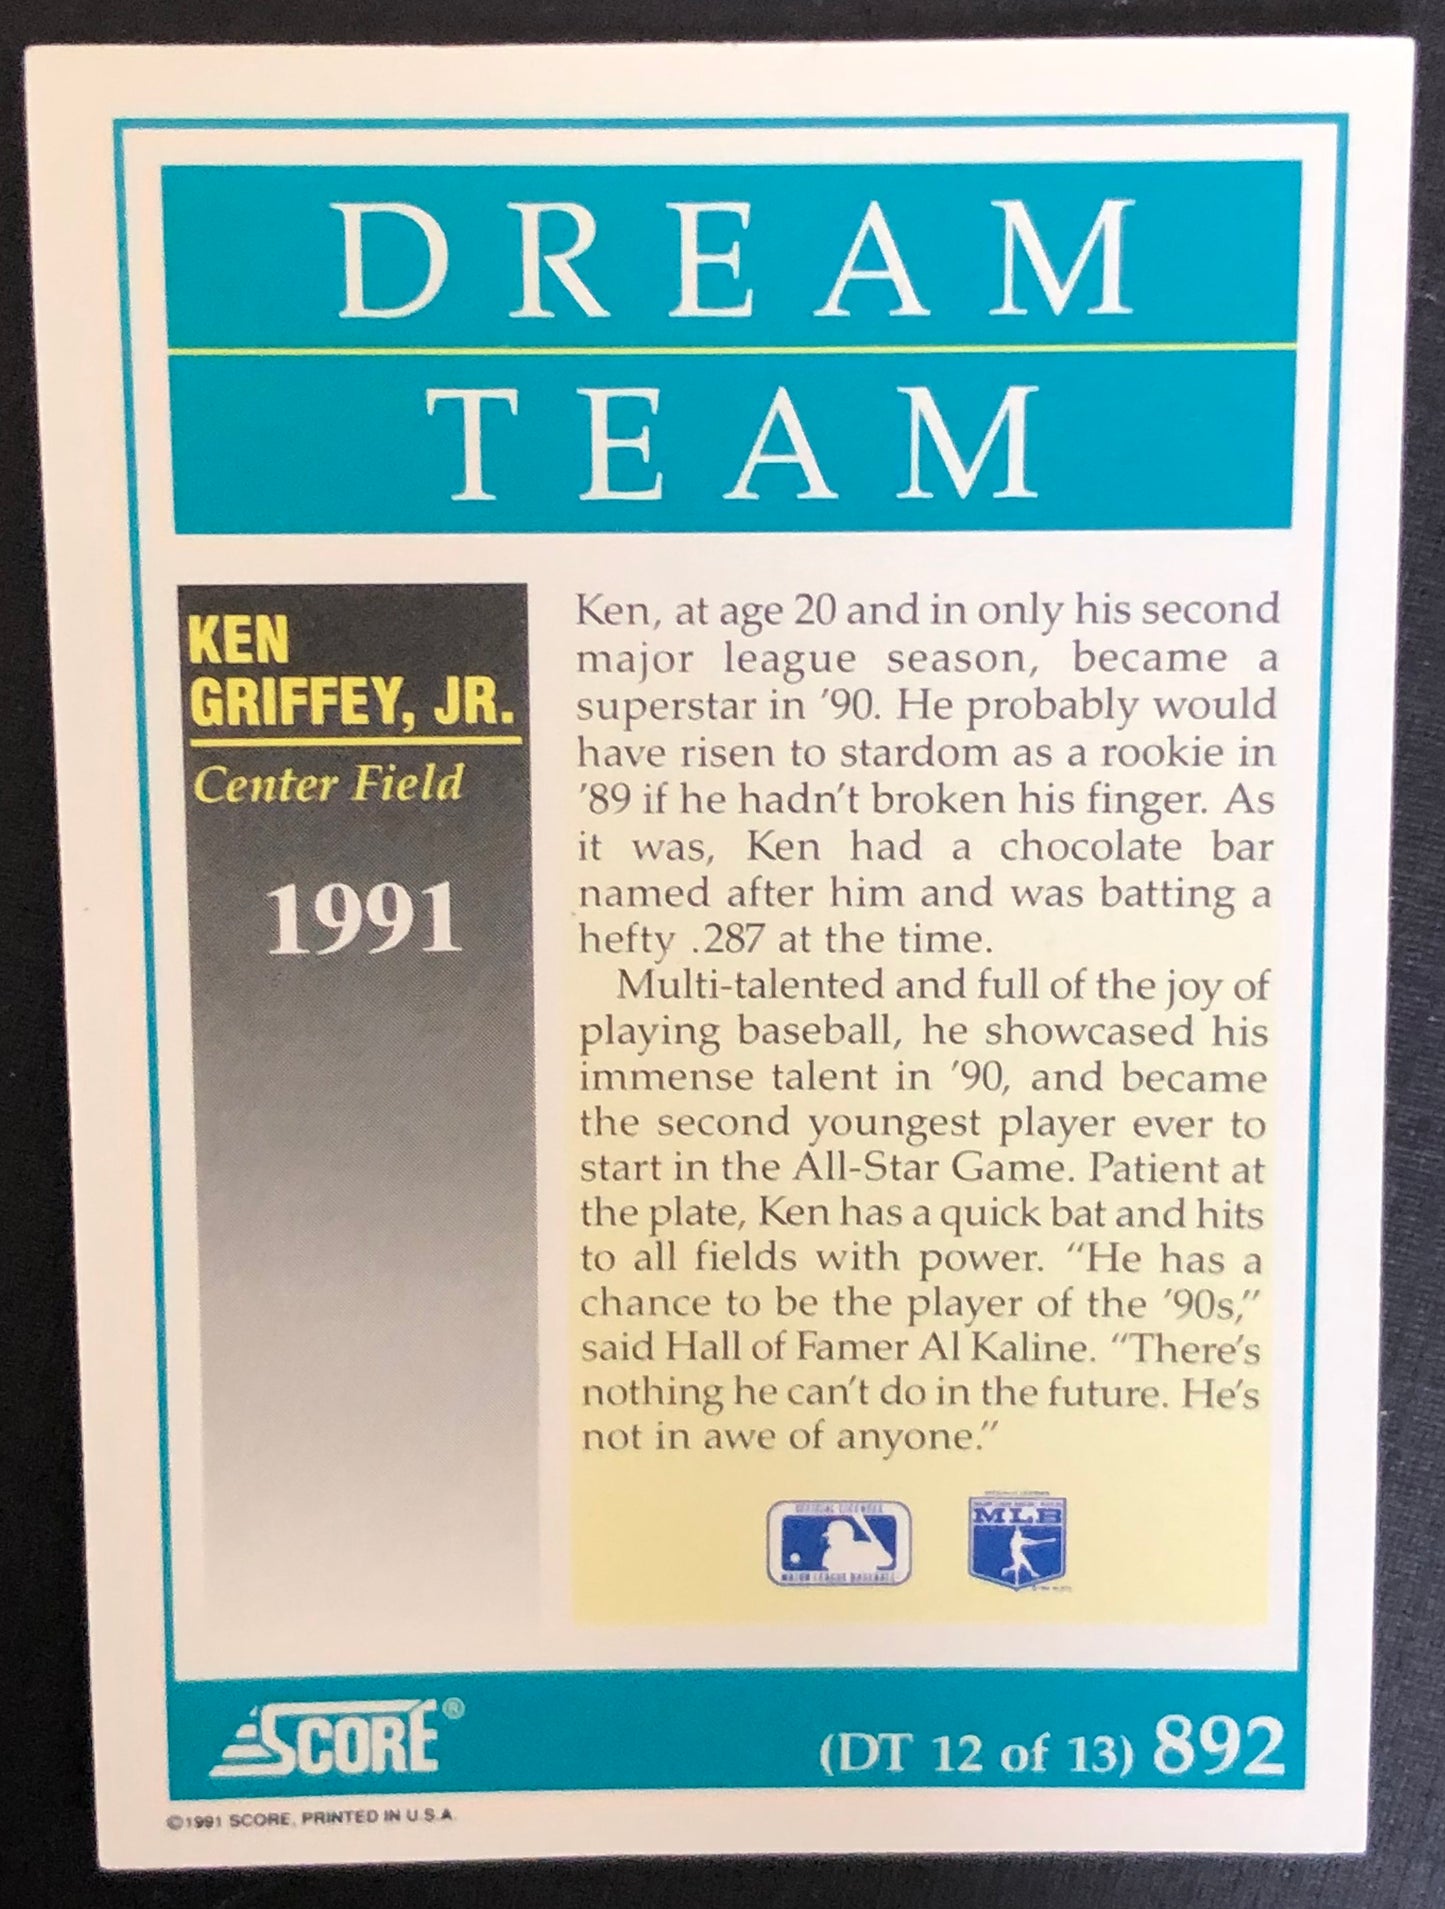 DREAM
TEAM
KEN
GRIFFEY, JR.
Center Field
1991
Ken, at age 20 and in only his second
major league season, became a
superstar in '90. He probably would
have risen to stardom as a rookie in
'89 if he hadn't broken his finger. As
it was, Ken had a chocolate bar
named after him and was batting a
hefty .287 at the time.
Multi-talented and full of the joy of
playing baseball, he showcased his
immense talent in '90, and became
the second youngest player ever to
start in the All-Star Game. Patient at
the plate, Ken has a quick bat and hits
to all fields with power. "He has a
chance to be the player of the '90s,"
said Hall of Famer Al Kaline. "There's
nothing he can't do in the future. He's
not in awe of anyone."
OFFICIAL LICENSEE
MAJOR LEAGUE BASEBALL
MLB
SCORE®
(DT 12 of 13) 892
©1991 SCORE, PRINTED IN U.S.A.